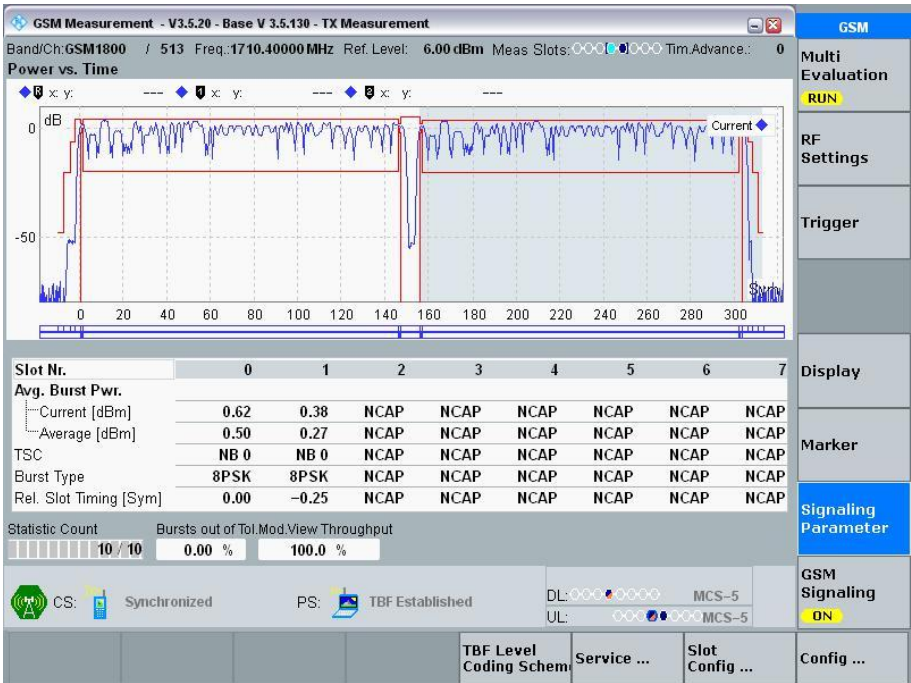 GSM Measurement - V3.5.20 - Base V 3.5.130 - TX Measurement
GSM
Band/Ch:GSM1800 / 513 Freq.:1710.40000 MHz Ref. Level: 6.00 dBm Meas Slots: Tim.Advance.: 0
Power vs. Time
Multi Evaluation
RUN
R x: y: --- 1 x: y: --- 2 x: y: ---
dB
Current
0
-50
Sym
0 20 40 60 80 100 120 140 160 180 200 220 240 260 280 300
RF Settings
Trigger
Display
Marker
Signaling Parameter
GSM Signaling
ON
Slot Nr. 0 1 2 3 4 5 6 7
Avg. Burst Pwr.
Current [dBm] 0.62 0.38 NCAP NCAP NCAP NCAP NCAP NCAP
Average [dBm] 0.50 0.27 NCAP NCAP NCAP NCAP NCAP NCAP
TSC NB 0 NB 0 NCAP NCAP NCAP NCAP NCAP NCAP
Burst Type 8PSK 8PSK NCAP NCAP NCAP NCAP NCAP NCAP
Rel. Slot Timing [Sym] 0.00 −0.25 NCAP NCAP NCAP NCAP NCAP NCAP
Statistic Count Bursts out of Tol. Mod.View Throughput
10 / 10 0.00 % 100.0 %
CS: Synchronized PS: TBF Established DL: MCS−5
UL: MCS−5
TBF Level Coding Schem
Service ...
Slot Config ...
Config ...